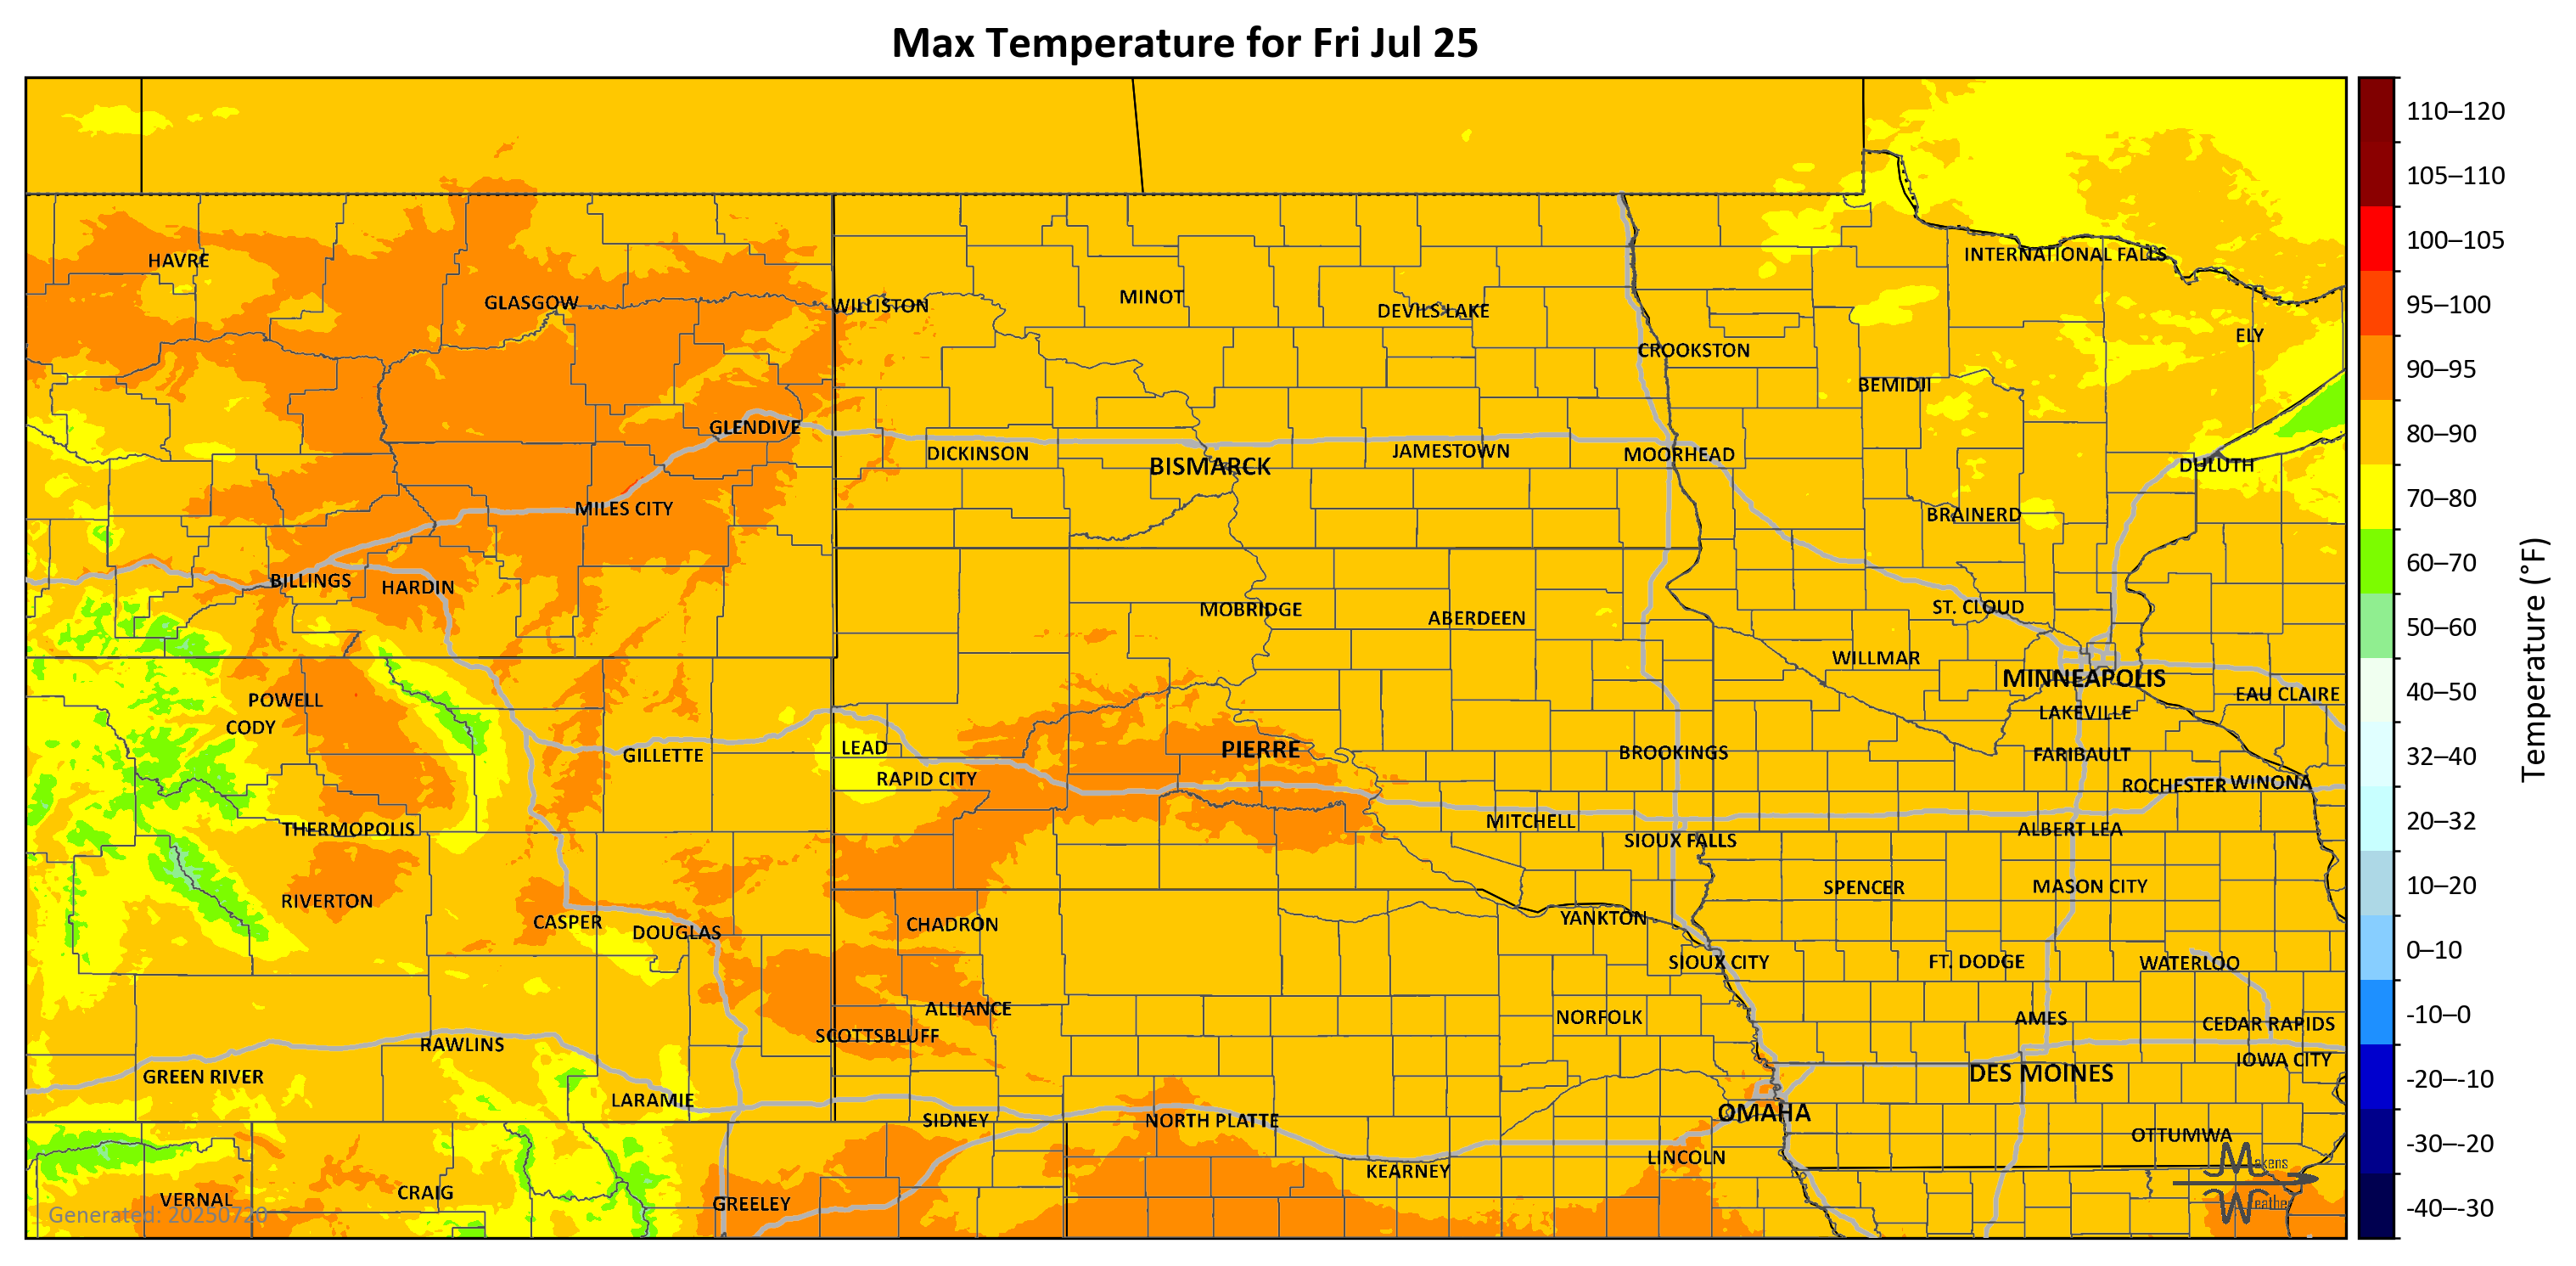 Max Temperature for Fri Jul 25
110–120
105–110
100–105
95–100
90–95
80–90
70–80
60–70
50–60
40–50
32–40
20–32
10–20
0–10
-10–0
-20–-10
-30–-20
-40–-30
Temperature (°F)
HAVRE
GLASGOW
WILLISTON
MINOT
DEVILS LAKE
INTERNATIONAL FALLS
CROOKSTON
ELY
BEMIDJI
GLENDIVE
DICKINSON
BISMARCK
JAMESTOWN
MOORHEAD
DULUTH
MILES CITY
BRAINERD
BILLINGS
HARDIN
MOBRIDGE
ABERDEEN
ST. CLOUD
WILLMAR
MINNEAPOLIS
EAU CLAIRE
POWELL
CODY
LAKEVILLE
GILLETTE
LEAD
PIERRE
BROOKINGS
FARIBAULT
RAPID CITY
ROCHESTER
WINONA
THERMOPOLIS
MITCHELL
SIOUX FALLS
ALBERT LEA
RIVERTON
SPENCER
MASON CITY
CASPER
DOUGLAS
CHADRON
YANKTON
SIOUX CITY
FT. DODGE
WATERLOO
ALLIANCE
NORFOLK
AMES
CEDAR RAPIDS
SCOTTSBLUFF
RAWLINS
IOWA CITY
GREEN RIVER
DES MOINES
LARAMIE
SIDNEY
NORTH PLATTE
OMAHA
OTTUMWA
LINCOLN
KEARNEY
VERNAL
CRAIG
GREELEY
Generated: 20250720
Makens
Weather